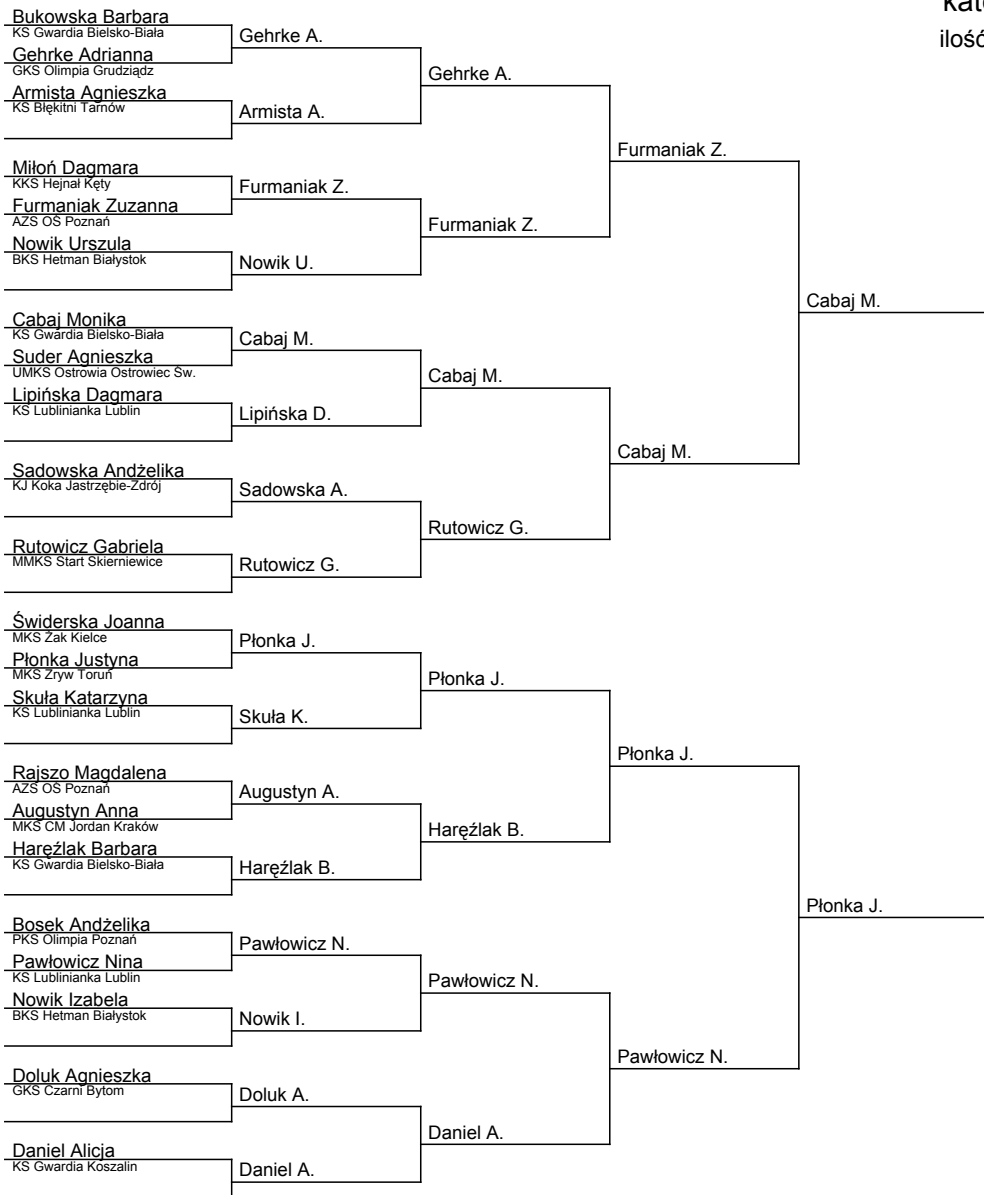 kate
ilość
Bukowska Barbara
KS Gwardia Bielsko-Biała
Gehrke Adrianna
GKS Olimpia Grudziądz
Armista Agnieszka
KS Błękitni Tarnów
Miłoń Dagmara
KKS Hejnał Kęty
Furmaniak Zuzanna
AZS OŚ Poznań
Nowik Urszula
BKS Hetman Białystok
Cabaj Monika
KS Gwardia Bielsko-Biała
Suder Agnieszka
UMKS Ostrowia Ostrowiec Św.
Lipińska Dagmara
KS Lublinianka Lublin
Sadowska Andżelika
KJ Koka Jastrzębie-Zdrój
Rutowicz Gabriela
MMKS Start Skierniewice
Świderska Joanna
MKS Żak Kielce
Płonka Justyna
MKS Zryw Toruń
Skuła Katarzyna
KS Lublinianka Lublin
Rajszo Magdalena
AZS OŚ Poznań
Augustyn Anna
MKS CM Jordan Kraków
Haręźlak Barbara
KS Gwardia Bielsko-Biała
Bosek Andżelika
PKS Olimpia Poznań
Pawłowicz Nina
KS Lublinianka Lublin
Nowik Izabela
BKS Hetman Białystok
Doluk Agnieszka
GKS Czarni Bytom
Daniel Alicja
KS Gwardia Koszalin
Gehrke A.
Armista A.
Furmaniak Z.
Nowik U.
Cabaj M.
Lipińska D.
Sadowska A.
Rutowicz G.
Płonka J.
Skuła K.
Augustyn A.
Haręźlak B.
Pawłowicz N.
Nowik I.
Doluk A.
Daniel A.
Gehrke A.
Furmaniak Z.
Cabaj M.
Rutowicz G.
Płonka J.
Haręźlak B.
Pawłowicz N.
Daniel A.
Furmaniak Z.
Cabaj M.
Płonka J.
Pawłowicz N.
Cabaj M.
Płonka J.